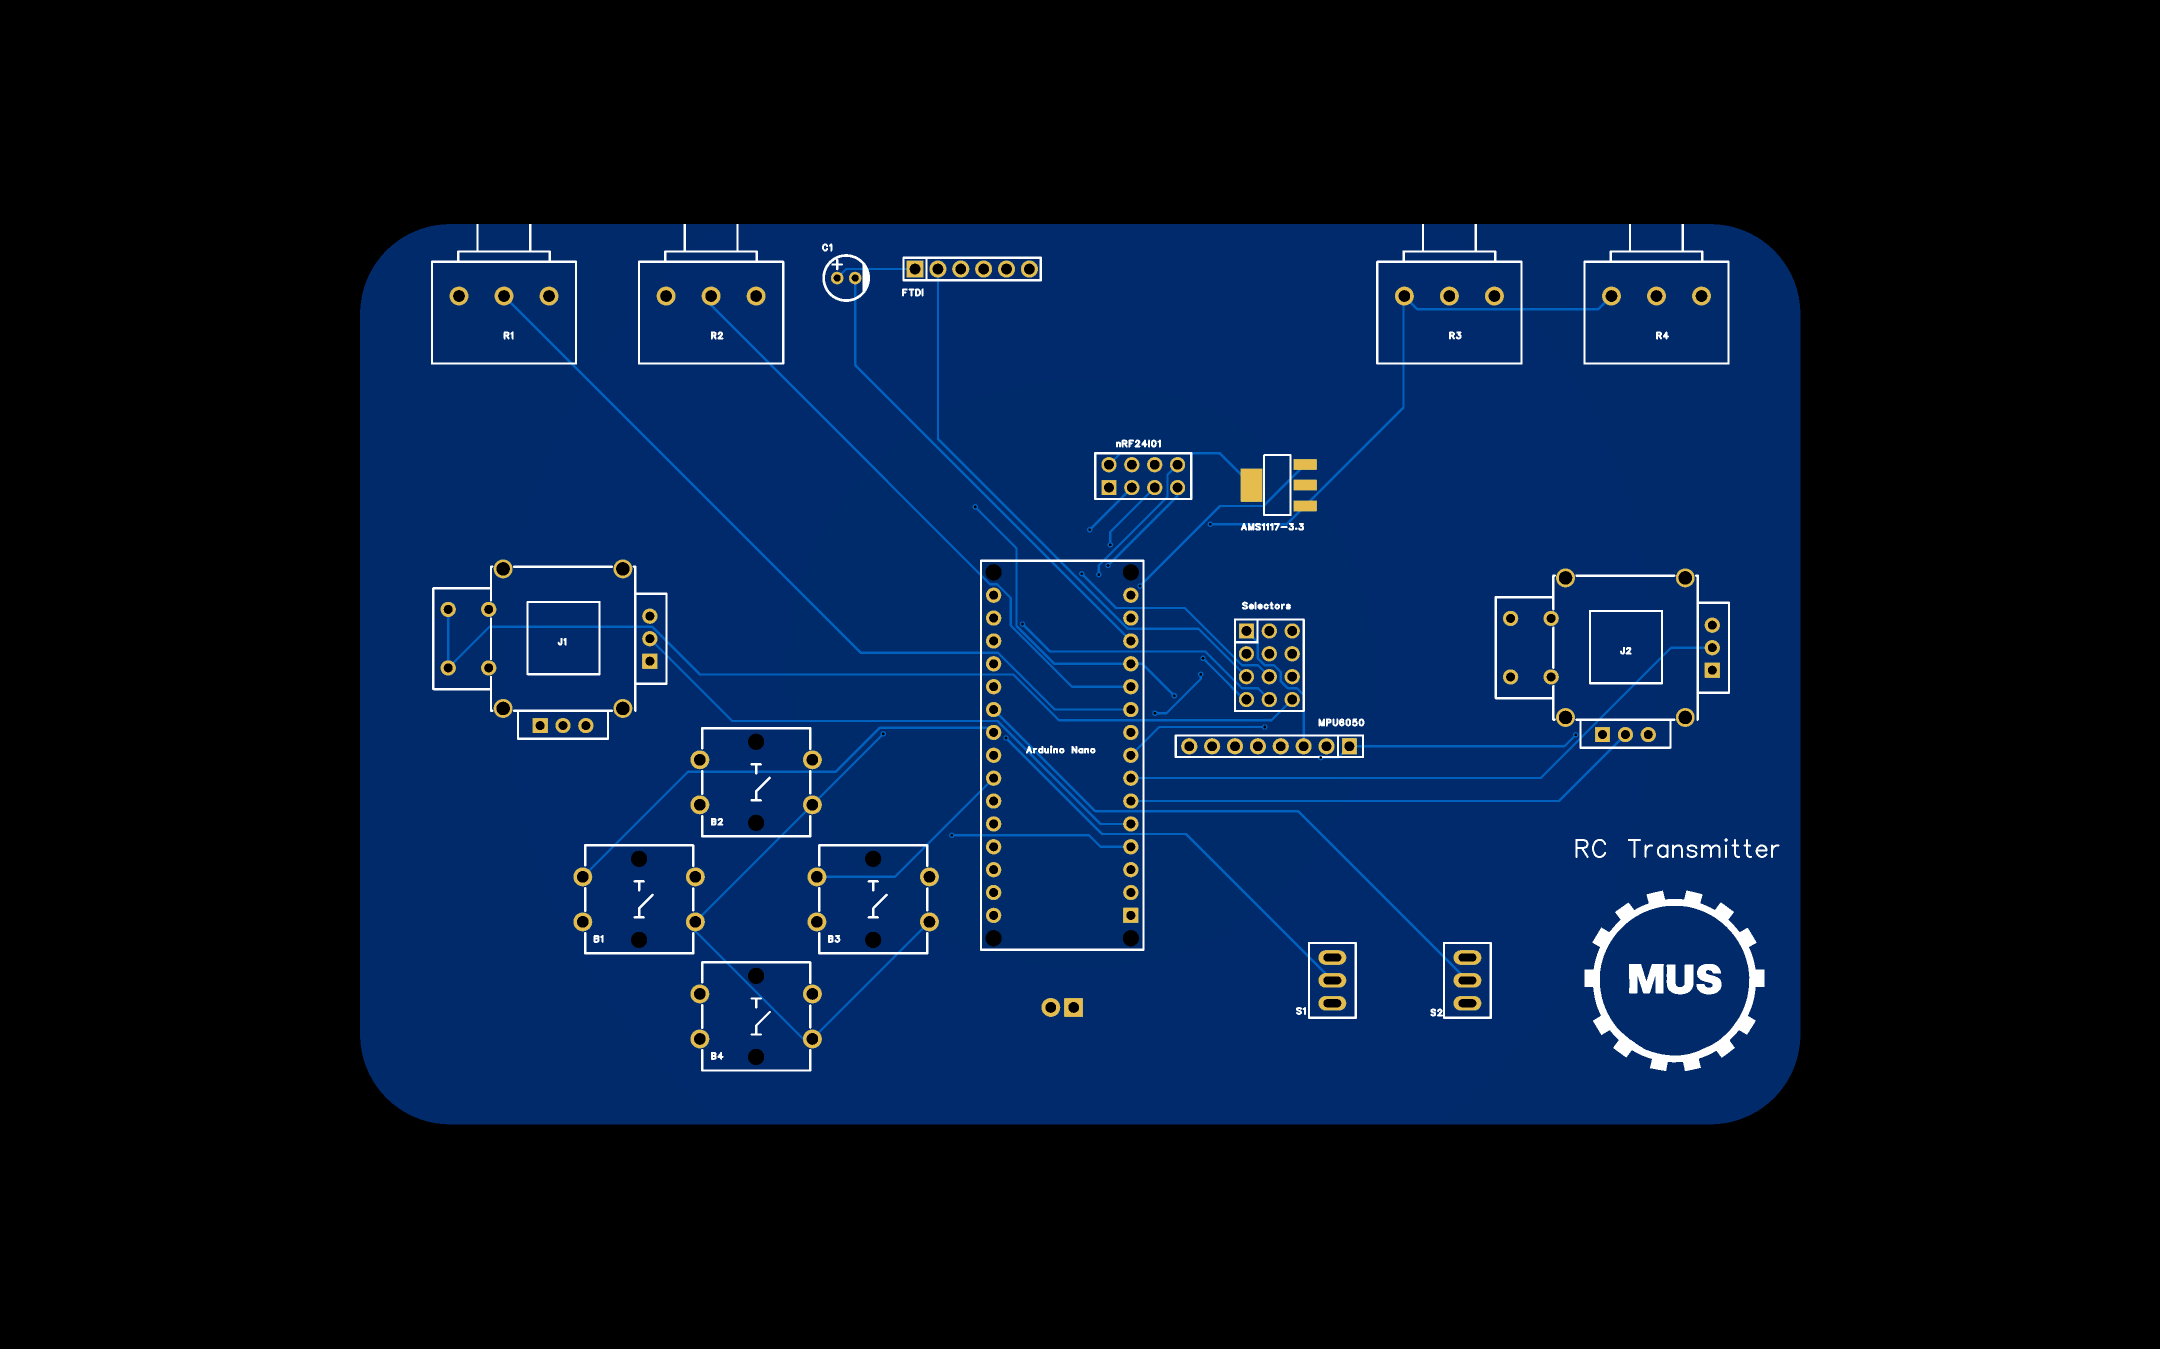 C1
FTDI
R1
R2
R3
R4
nRF24l01
AMS1117-3.3
Selectors
J1
J2
MPU6050
Arduino Nano
B2
RC Transmitter
B1
B3
MUS
S1
S2
B4